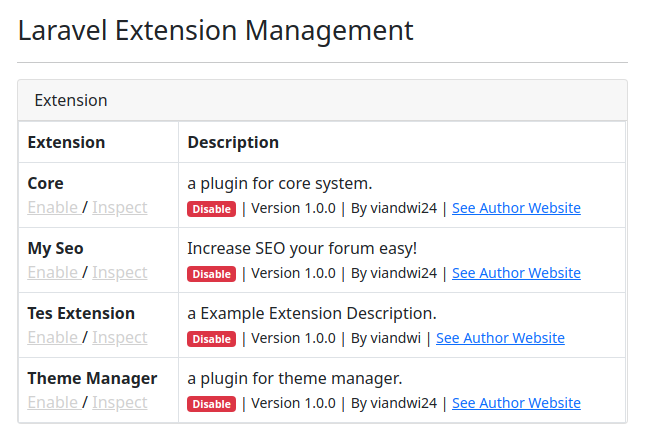 Laravel Extension Management
Extension
Extension Description
Core a plugin for core system.
Enable / Inspect Disable | Version 1.0.0 | By viandwi24 | See Author Website
My Seo Increase SEO your forum easy!
Enable / Inspect Disable | Version 1.0.0 | By viandwi24 | See Author Website
Tes Extension a Example Extension Description.
Enable / Inspect Disable | Version 1.0.0 | By viandwi | See Author Website
Theme Manager a plugin for theme manager.
Enable / Inspect Disable | Version 1.0.0 | By viandwi24 | See Author Website